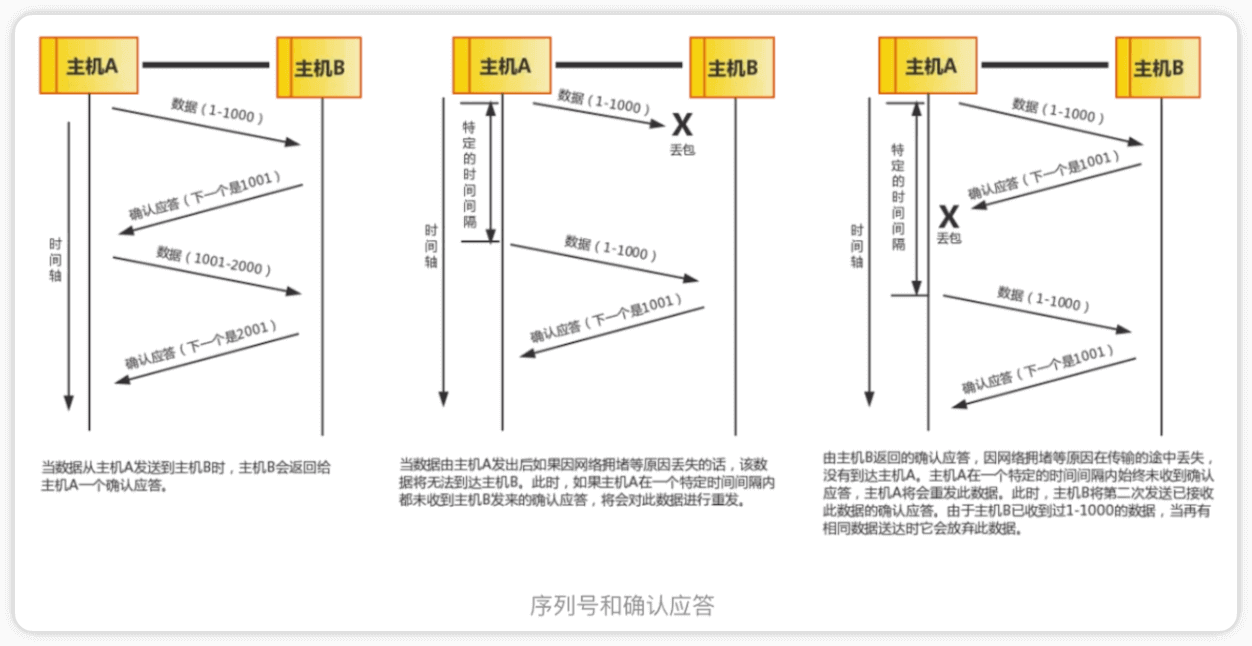 主机A
主机B
数据（1-1000）
确认应答（下一个是1001）
数据（1001-2000）
确认应答（下一个是2001）
时间轴
当数据从主机A发送到主机B时，主机B会返回给
主机A一个确认应答。
主机A
主机B
数据（1-1000）
X
丢包
特定的时间间隔
数据（1-1000）
确认应答（下一个是1001）
时间轴
当数据由主机A发出后如果因网络拥堵等原因丢失的话，该数
据将无法到达主机B。此时，如果主机A在一个特定时间间隔内
都未收到主机B发来的确认应答，将会对此数据进行重发。
主机A
主机B
数据（1-1000）
确认应答（下一个是1001）
X
丢包
特定的时间间隔
数据（1-1000）
确认应答（下一个是1001）
时间轴
由主机B返回的确认应答，因网络拥堵等原因在传输的途中丢失，
没有到达主机A。主机A在一个特定的时间间隔内始终未收到确认
应答，主机A将会重发此数据。此时，主机B将第二次发送已接收
此数据的确认应答。由于主机B已收到过1-1000的数据，当再有
相同数据送达时它会放弃此数据。
序列号和确认应答